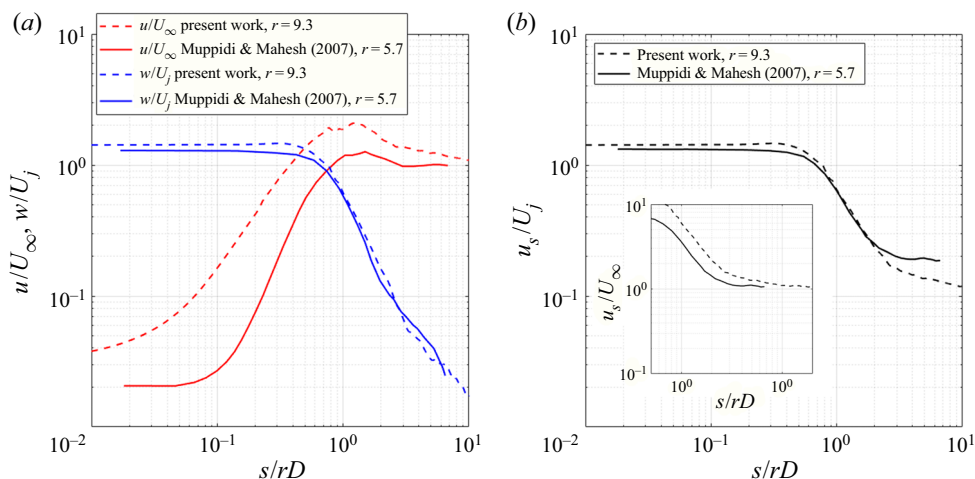 (a)
u/U∞ present work, r = 9.3
u/U∞ Muppidi & Mahesh (2007), r = 5.7
w/Uj present work, r = 9.3
w/Uj Muppidi & Mahesh (2007), r = 5.7
10^1
10^0
10^−1
10^−2
10^−1
10^0
10^1
u/U∞, w/Uj
s/rD
(b)
Present work, r = 9.3
Muppidi & Mahesh (2007), r = 5.7
10^1
10^0
10^−1
10^−2
10^−1
10^0
10^1
us/Uj
s/rD
10^1
10^0
10^−1
10^0
10^0
us/U∞
s/rD